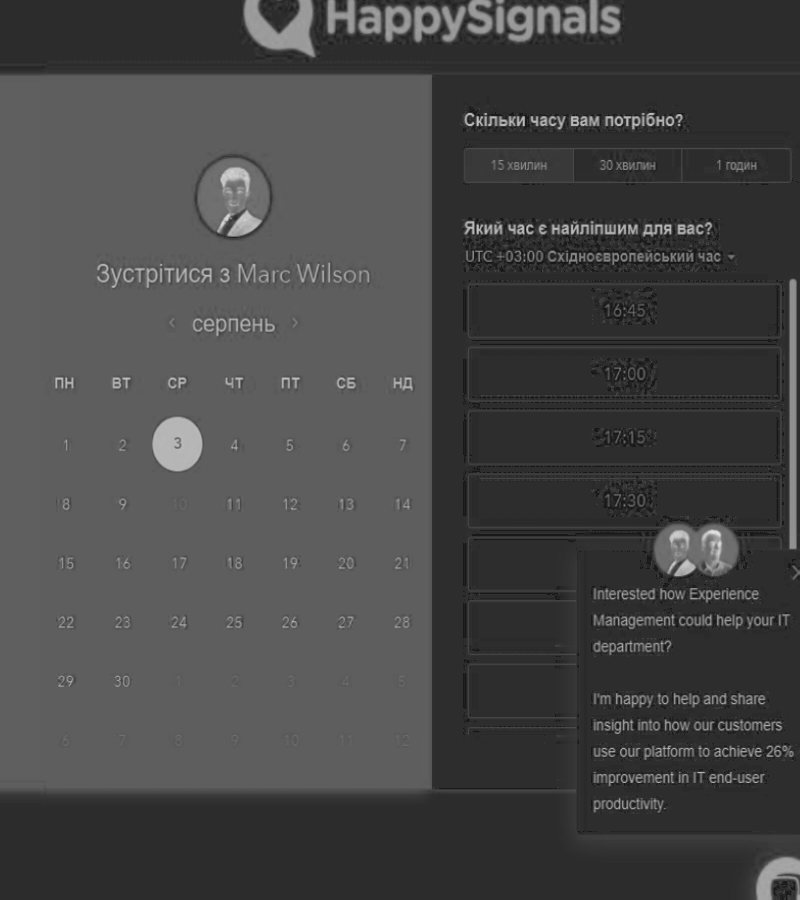 HappySignals
Зустрітися з Marc Wilson
серпень
ПН ВТ СР ЧТ ПТ СБ НД
1 2 3 4 5 6 7
8 9 10 11 12 13 14
15 16 17 18 19 20 21
22 23 24 25 26 27 28
29 30 1 2 3 4 5
6 7 8 9 10 11 12
Скільки часу вам потрібно?
15 хвилин 30 хвилин 1 годин
Який час є найліпшим для вас?
UTC +03:00 Східноєвропейський час
16:45
17:00
17:15
17:30
Interested how Experience
Management could help your IT
department?
I'm happy to help and share
insight into how our customers
use our platform to achieve 26%
improvement in IT end-user
productivity.